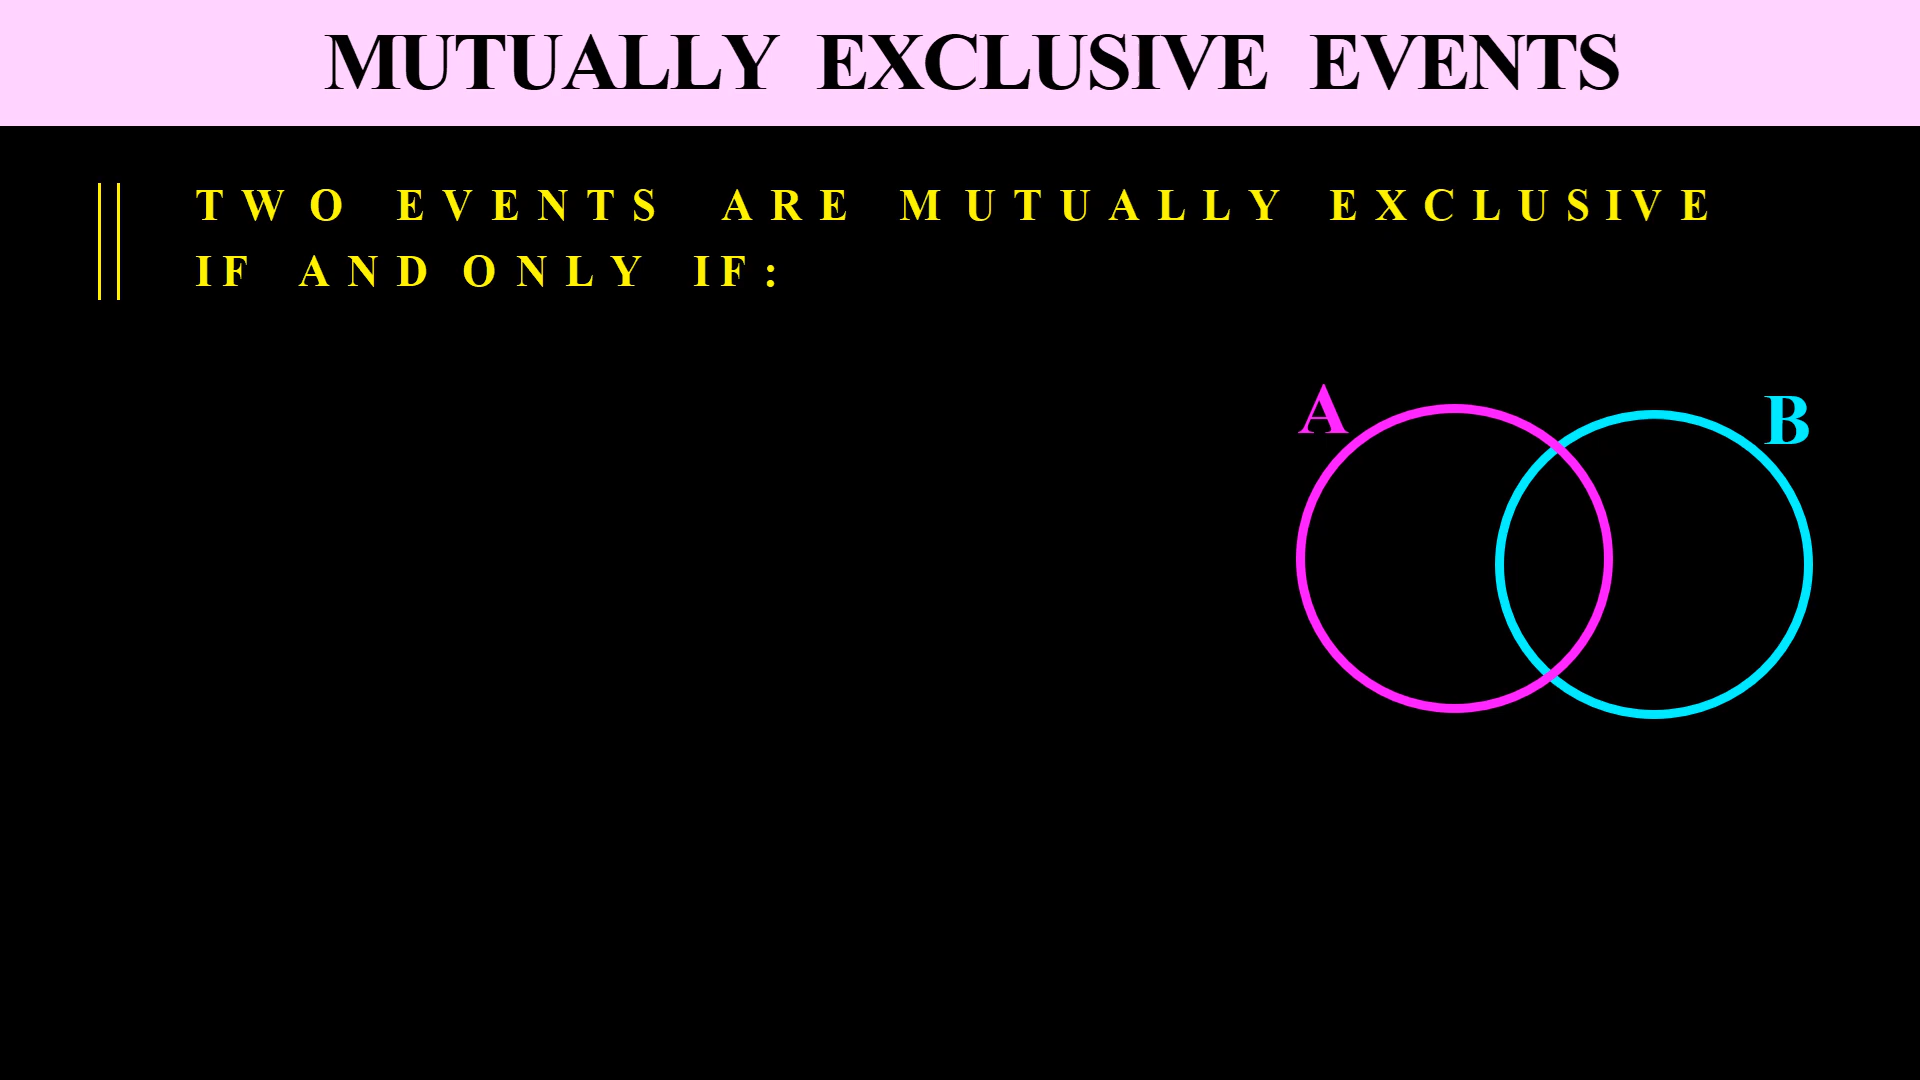 MUTUALLY EXCLUSIVE EVENTS
TWO EVENTS ARE MUTUALLY EXCLUSIVE
IF AND ONLY IF:
A
B